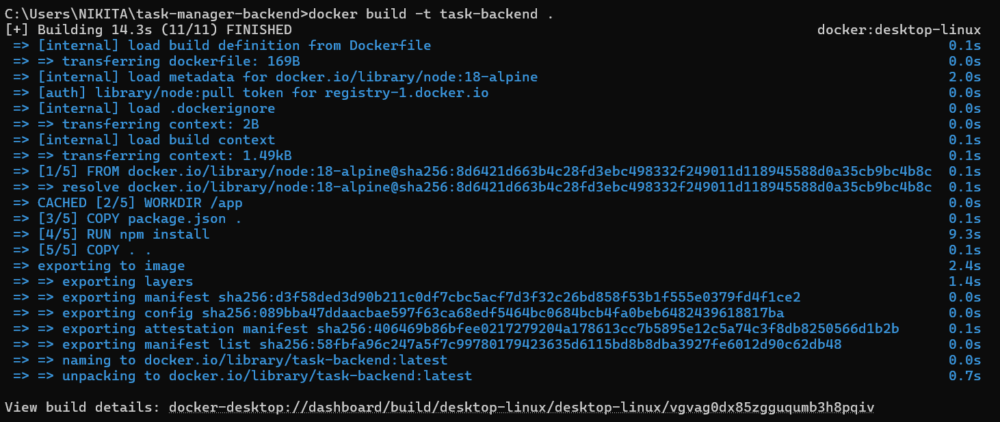 C:\Users\NIKITA\task-manager-backend>docker build -t task-backend .
[+] Building 14.3s (11/11) FINISHED docker:desktop-linux
=> [internal] load build definition from Dockerfile 0.1s
=> => transferring dockerfile: 169B 0.0s
=> [internal] load metadata for docker.io/library/node:18-alpine 2.0s
=> [auth] library/node:pull token for registry-1.docker.io 0.0s
=> [internal] load .dockerignore 0.0s
=> => transferring context: 2B 0.0s
=> [internal] load build context 0.1s
=> => transferring context: 1.49kB 0.1s
=> [1/5] FROM docker.io/library/node:18-alpine@sha256:8d6421d663b4c28fd3ebc498332f249011d118945588d0a35cb9bc4b8c 0.1s
=> => resolve docker.io/library/node:18-alpine@sha256:8d6421d663b4c28fd3ebc498332f249011d118945588d0a35cb9bc4b8c 0.1s
=> CACHED [2/5] WORKDIR /app 0.0s
=> [3/5] COPY package.json . 0.1s
=> [4/5] RUN npm install 9.3s
=> [5/5] COPY . . 0.1s
=> exporting to image 2.4s
=> => exporting layers 1.4s
=> => exporting manifest sha256:d3f58ded3d90b211c0df7cbc5acf7d3f32c26bd858f53b1f555e0379fd4f1ce2 0.0s
=> => exporting config sha256:089bba47ddaacbae597f63ca68edf5464bc0684bcb4fa0beb6482439618817ba 0.0s
=> => exporting attestation manifest sha256:406469b86bfee0217279204a178613cc7b5895e12c5a74c3f8db8250566d1b2b 0.1s
=> => exporting manifest list sha256:58fbfa96c247a5f7c99780179423635d6115bd8b8dba3927fe6012d90c62db48 0.0s
=> => naming to docker.io/library/task-backend:latest 0.0s
=> => unpacking to docker.io/library/task-backend:latest 0.7s
View build details: docker-desktop://dashboard/build/desktop-linux/desktop-linux/vgvag0dx85zgguqumb3h8pqiv